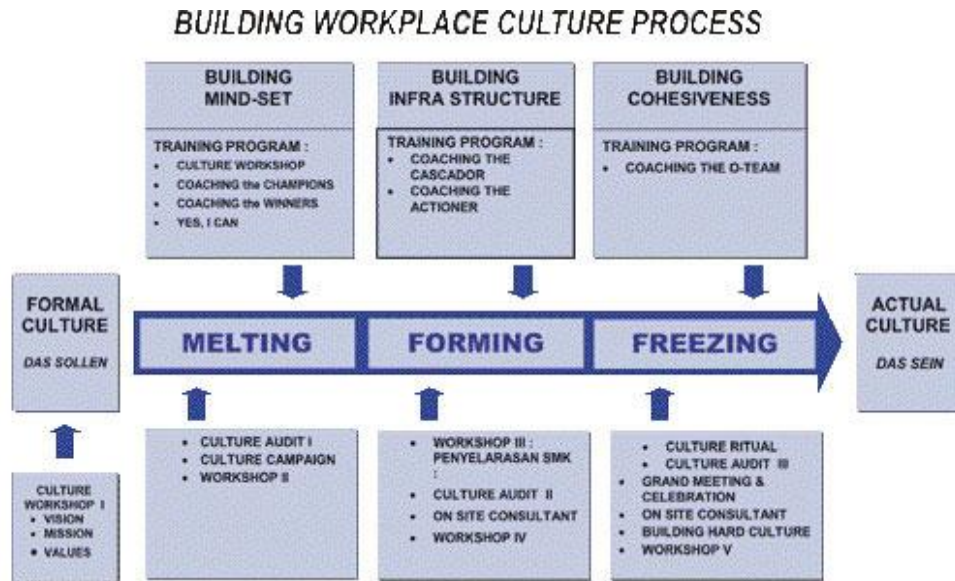 BUILDING WORKPLACE CULTURE PROCESS
BUILDING
MIND-SET
TRAINING PROGRAM :
• CULTURE WORKSHOP
• COACHING the CHAMPIONS
• COACHING the WINNERS
• YES, I CAN
BUILDING
INFRA STRUCTURE
TRAINING PROGRAM :
• COACHING THE
CASCADOR
• COACHING THE
ACTIONER
BUILDING
COHESIVENESS
TRAINING PROGRAM :
• COACHING THE O-TEAM
FORMAL
CULTURE
DAS SOLLEN
MELTING
FORMING
FREEZING
ACTUAL
CULTURE
DAS SEIN
CULTURE
WORKSHOP I
• VISION
• MISSION
• VALUES
• CULTURE AUDIT I
• CULTURE CAMPAIGN
• WORKSHOP II
• WORKSHOP III :
PENYELARASAN SMK
:
• CULTURE AUDIT II
• ON SITE CONSULTANT
• WORKSHOP IV
• CULTURE RITUAL
• CULTURE AUDIT III
• GRAND MEETING &
CELEBRATION
• ON SITE CONSULTANT
• BUILDING HARD CULTURE
• WORKSHOP V